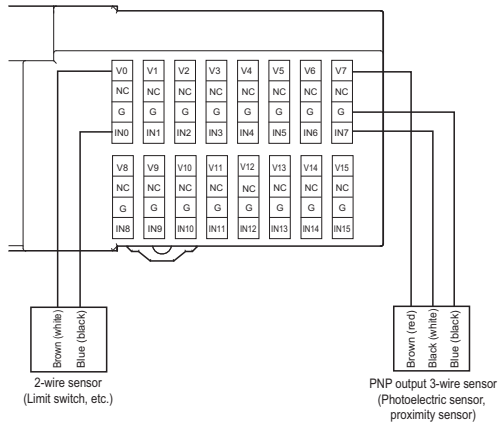 V0 V1 V2 V3 V4 V5 V6 V7
NC NC NC NC NC NC NC NC
G G G G G G G G
IN0 IN1 IN2 IN3 IN4 IN5 IN6 IN7
V8 V9 V10 V11 V12 V13 V14 V15
NC NC NC NC NC NC NC NC
G G G G G G G G
IN8 IN9 IN10 IN11 IN12 IN13 IN14 IN15
Brown (white)
Blue (black)
2-wire sensor
(Limit switch, etc.)
Brown (red)
Black (white)
Blue (black)
PNP output 3-wire sensor
(Photoelectric sensor,
proximity sensor)